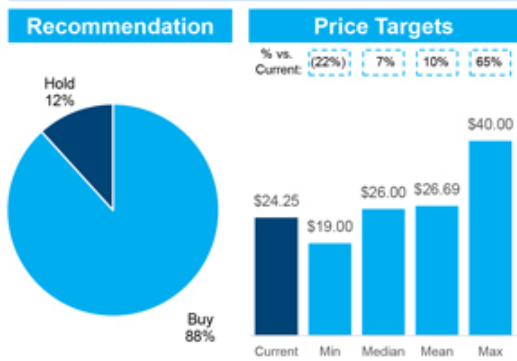 Recommendation
Hold
12%
Buy
88%
Price Targets
% vs.
Current: (22%) 7% 10% 65%
$24.25 $19.00 $26.00 $26.69 $40.00
Current Min Median Mean Max